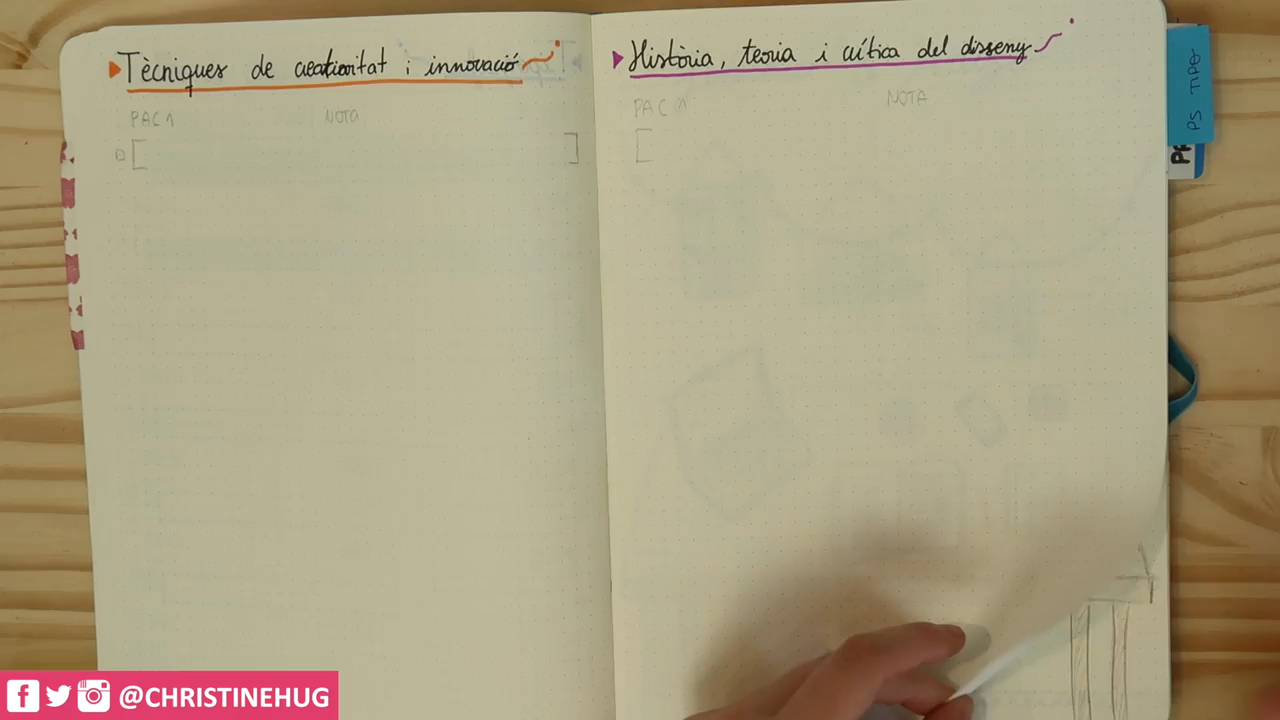 Tècniques de creativitat i innovació
PAC 1 NOTA
Història, teoria i crítica del disseny
PAC 1 NOTA
PS TIPO
@CHRISTINEHUG